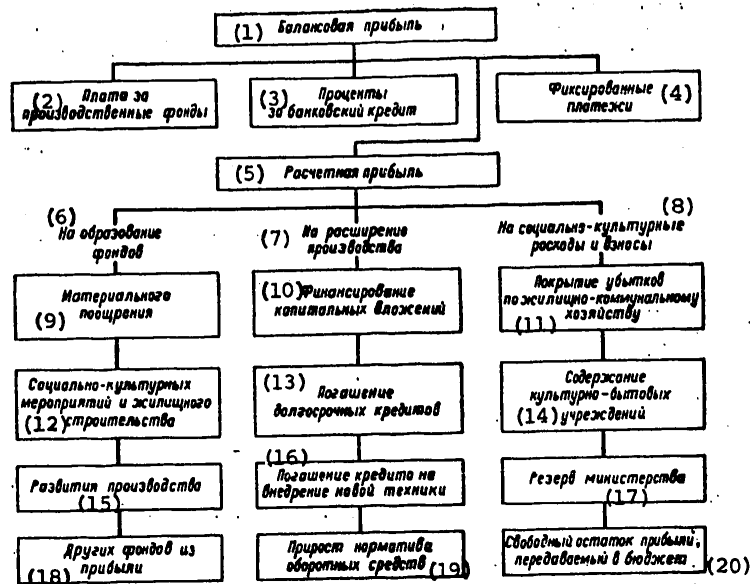 (1) Балансовая прибыль
(2) Плата за
производственные фонды
(3) Проценты
за банковский кредит
Фиксированные (4)
платежи
(5) Расчетная прибыль
(6)
На образование
фондов
(7) На расширение
производства
(8)
На социально-культурные
расходы и взносы
Материального
(9) поощрения
(10) Финансирование
капитальных вложений
Покрытие убытков
по жилищно-коммунальному
(11) хозяйству
Социально-культурных
мероприятий и жилищного
(12) строительства
(13) Погашение
долгосрочных кредитов
Содержание
культурно-бытовых
(14) учреждений
Развития производства
(15)
(16)
Погашение кредита на
внедрение новой техники
Резерв министерства
(17)
Других фондов из
(18) прибыли
Прирост норматива
оборотных средств (19)
Свободный остаток прибыли,
передаваемый в бюджет (20)